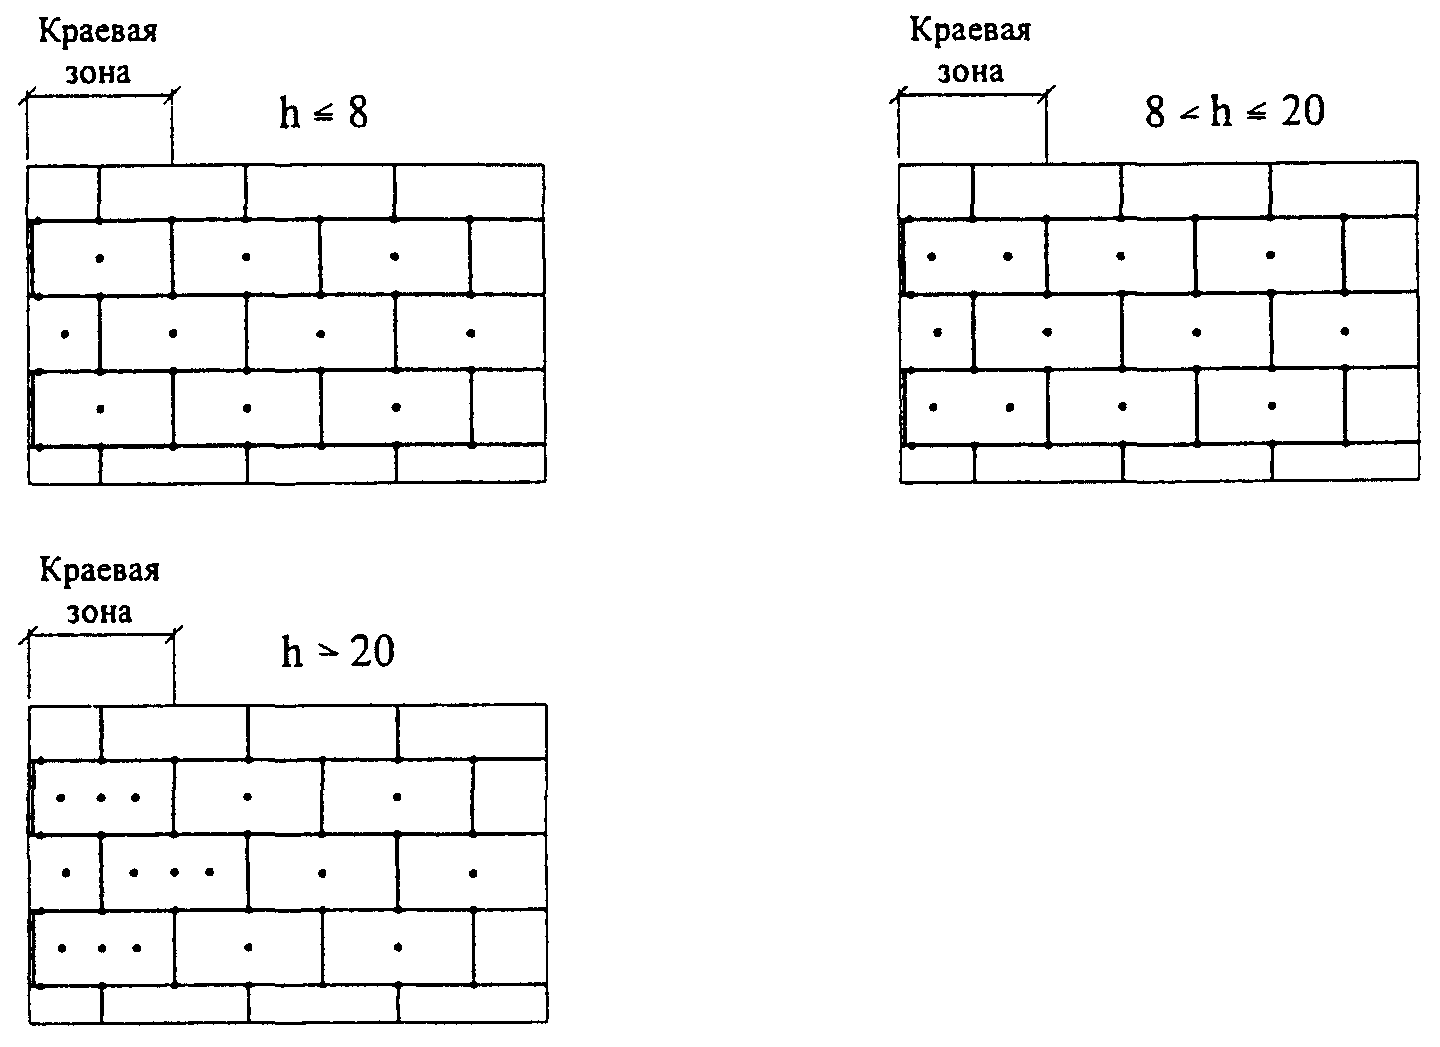 Краевая
зона
h ≤ 8
Краевая
зона
8 < h ≤ 20
Краевая
зона
h > 20